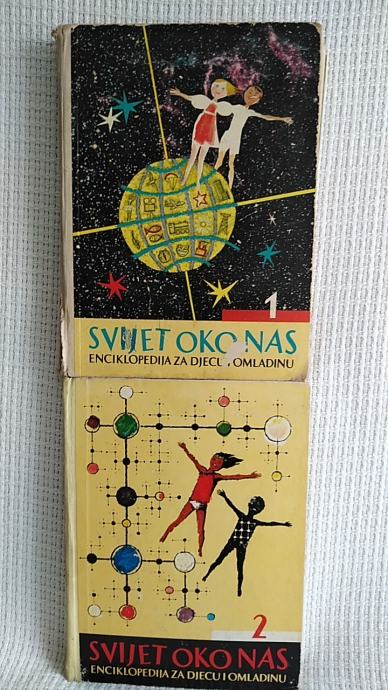 1
SVIJET OKO NAS
ENCIKLOPEDIJA ZA DJECU I OMLADINU
2
SVIJET OKO NAS
ENCIKLOPEDIJA ZA DJECU I OMLADINU